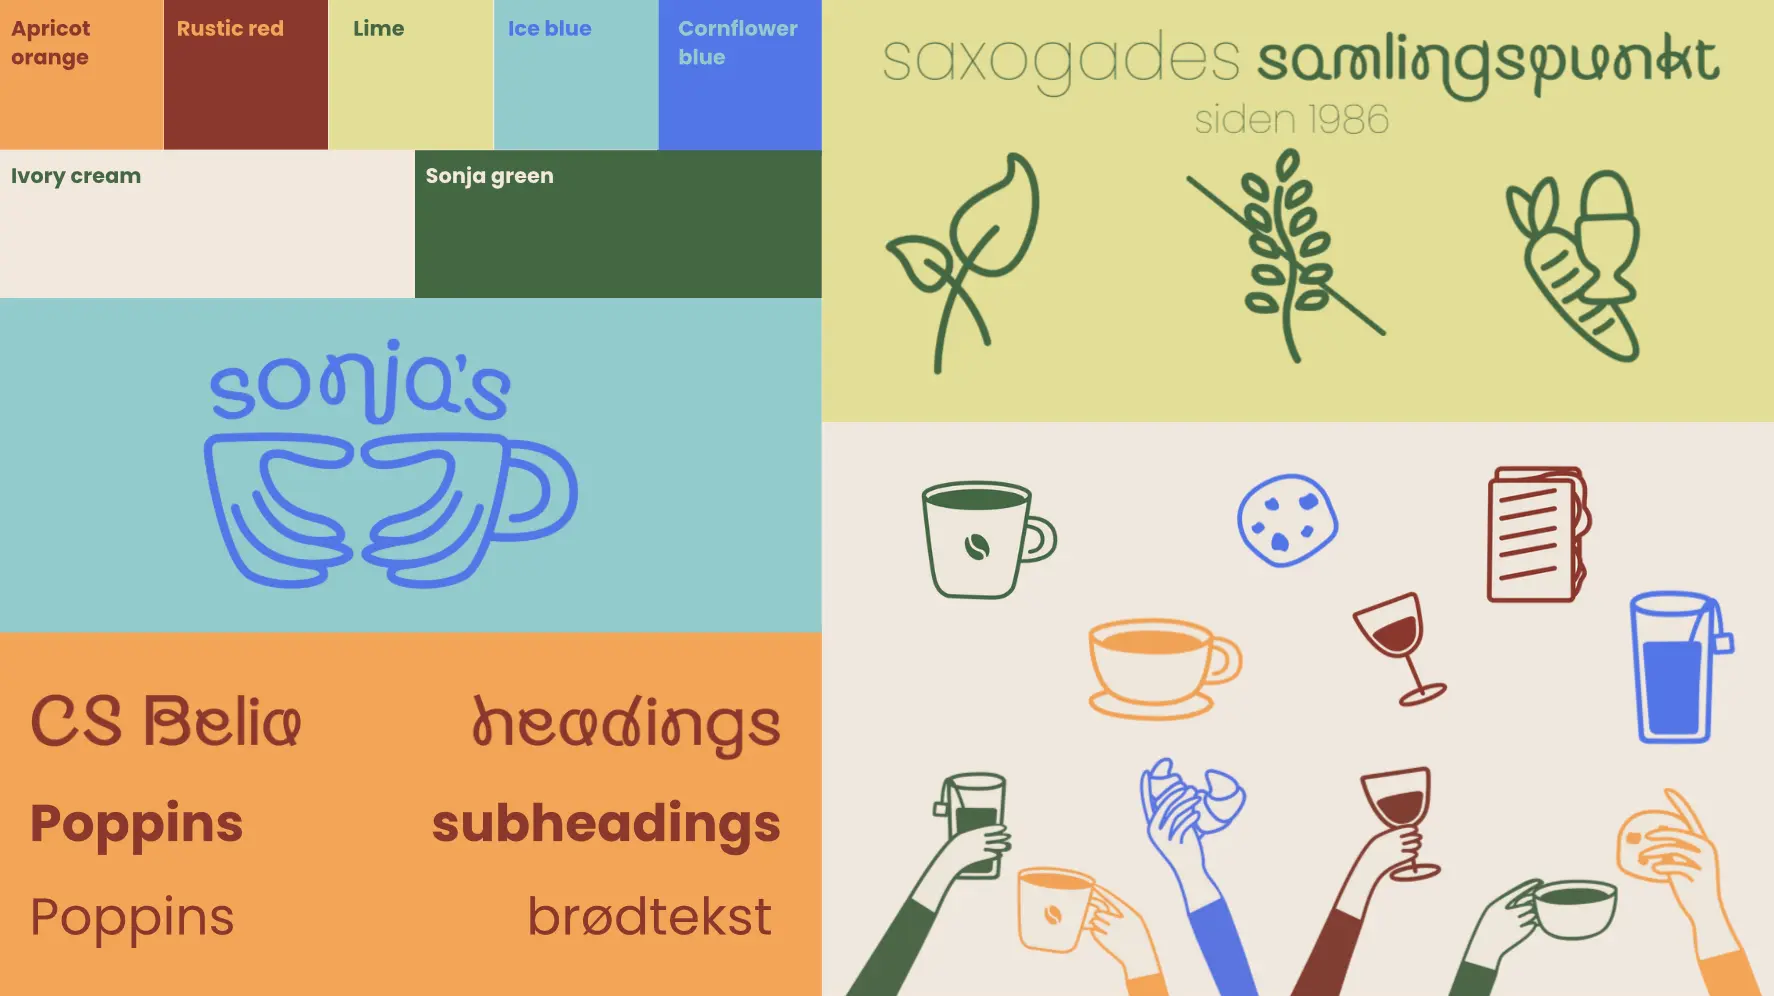 Apricot
orange
Rustic red
Lime
Ice blue
Cornflower
blue
Ivory cream
Sonja green
saxogades samlingspunkt
siden 1986
sonja's
CS Belia
headings
Poppins
subheadings
Poppins
brødtekst